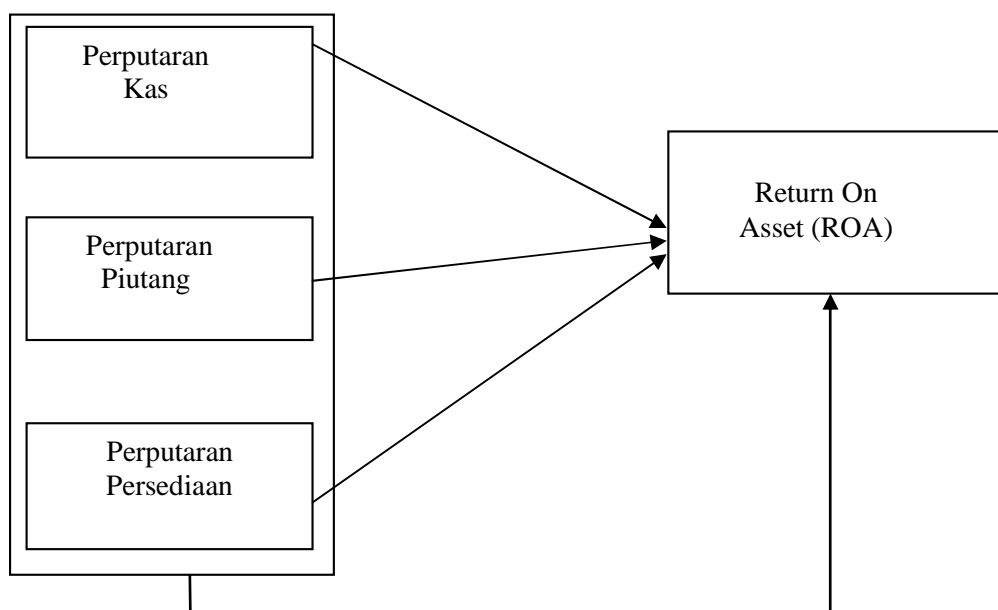 Perputaran
Kas
Perputaran
Piutang
Perputaran
Persediaan
Return On
Asset (ROA)